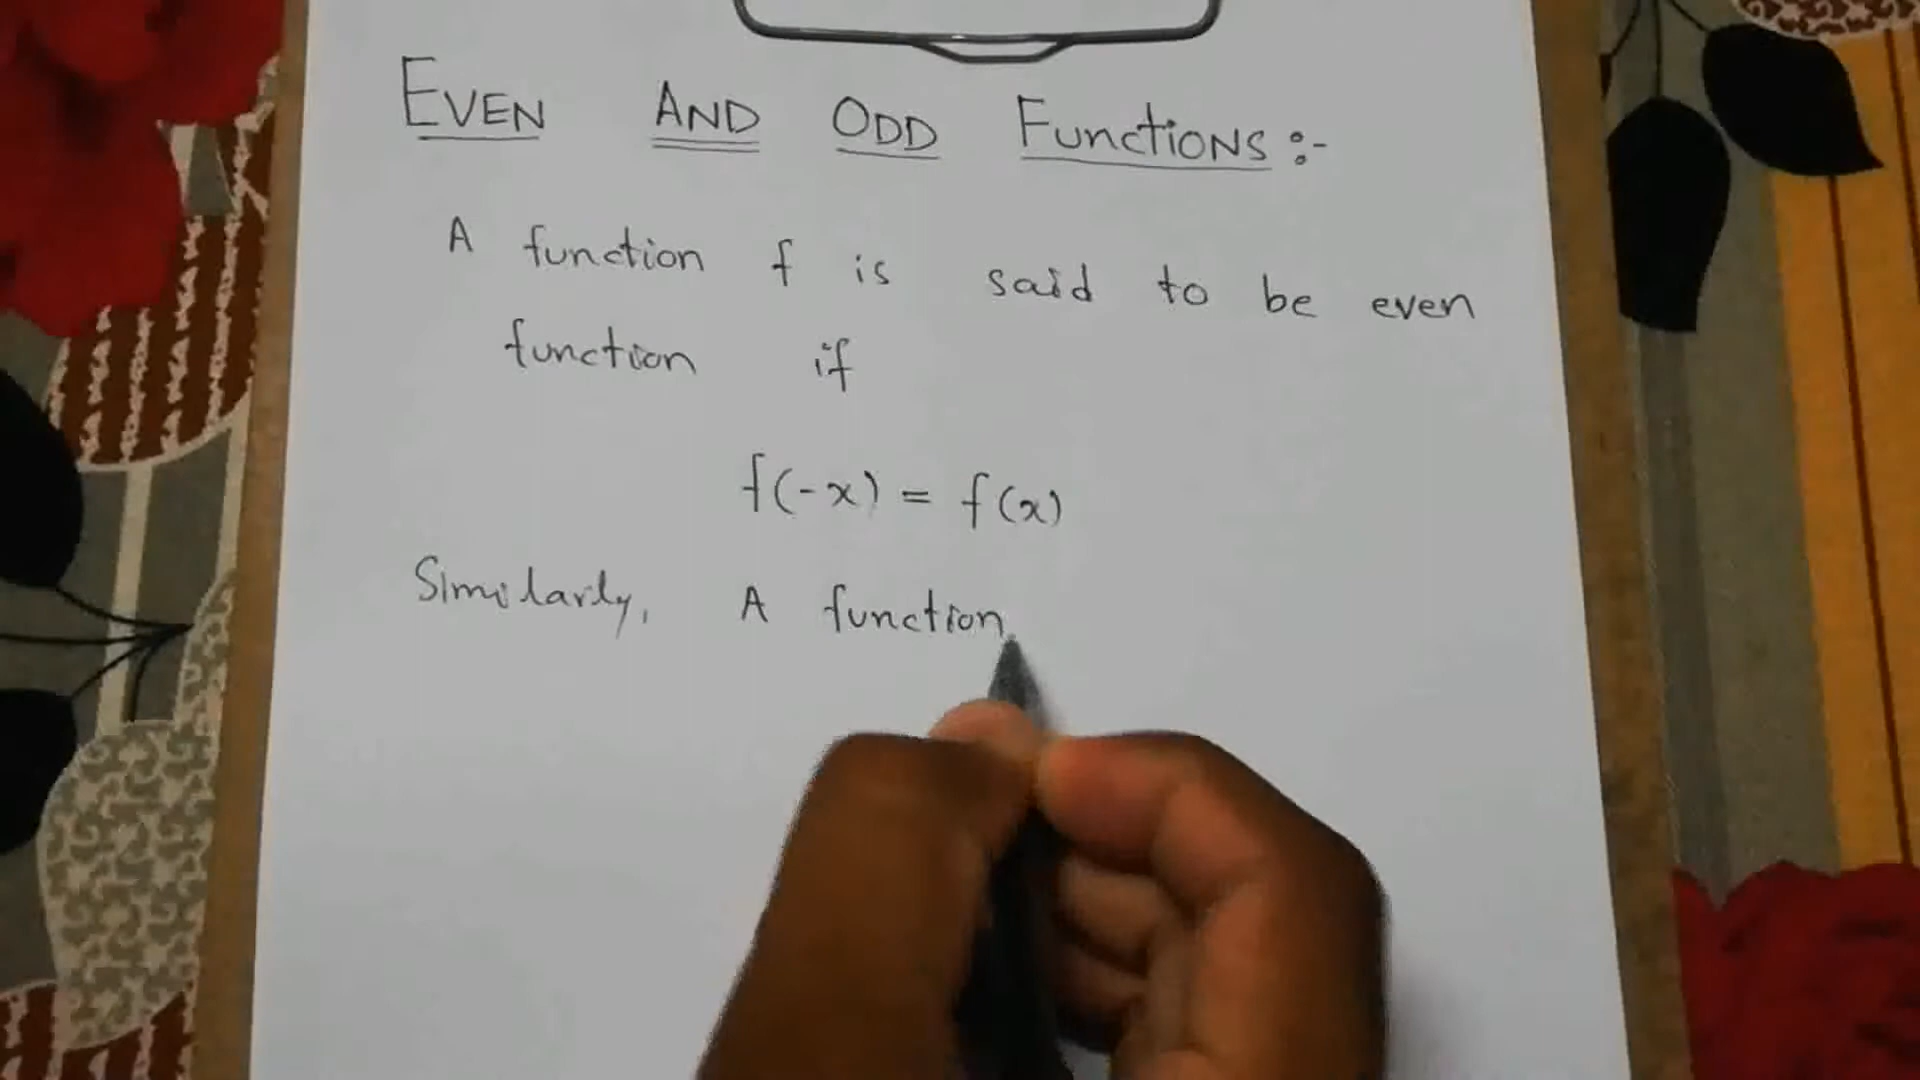 EVEN AND ODD FunctioNS :-
A function f is said to be even
function if
f(-x) = f(x)
Similarly, A function